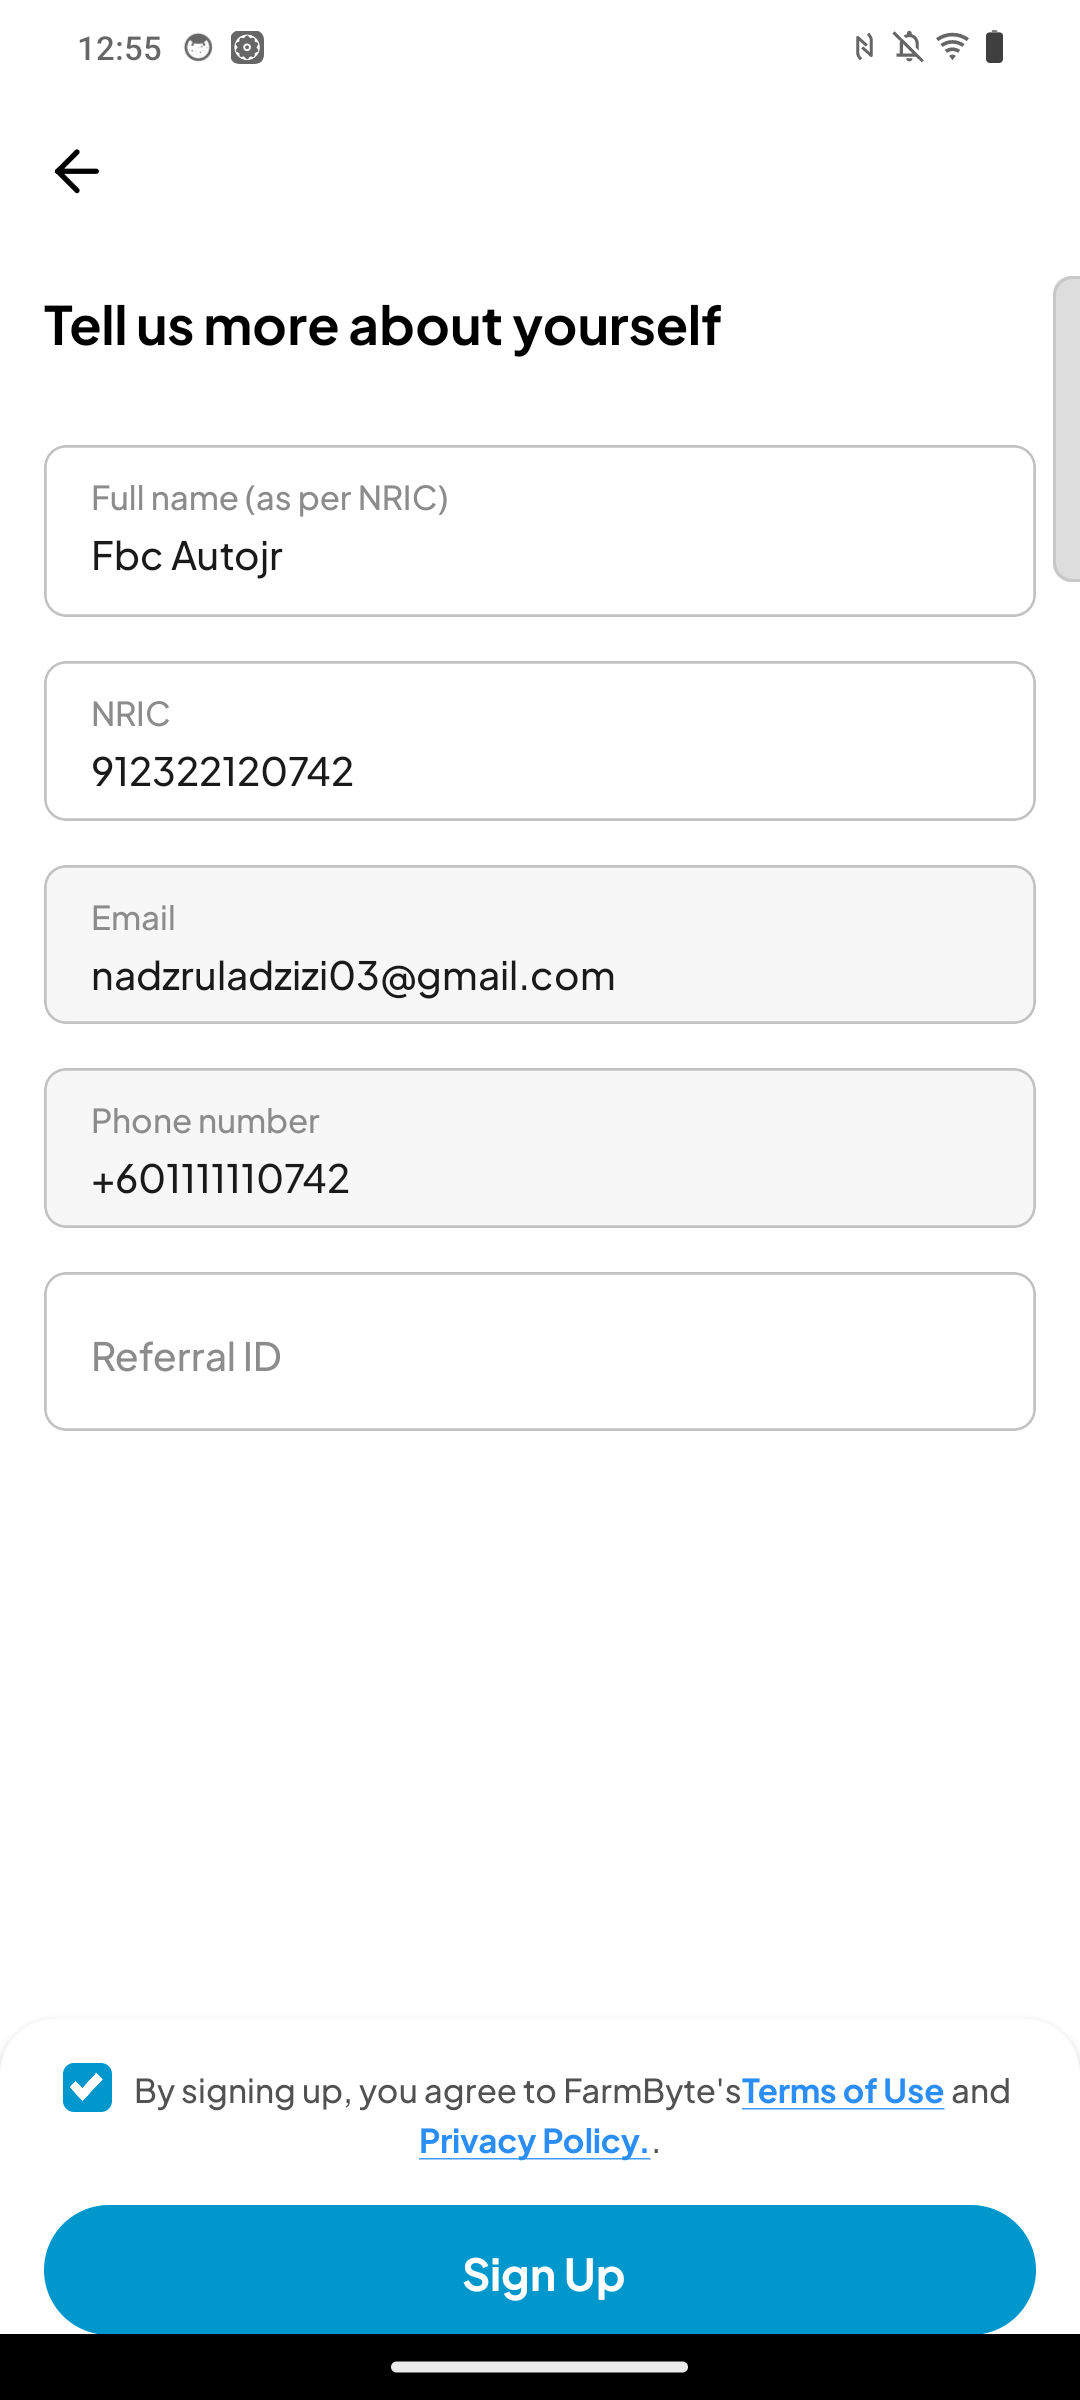 12:55
Tell us more about yourself
Full name (as per NRIC)
Fbc Autojr
NRIC
912322120742
Email
nadzruladzizi03@gmail.com
Phone number
+601111110742
Referral ID
By signing up, you agree to FarmByte'sTerms of Use and
Privacy Policy..
Sign Up